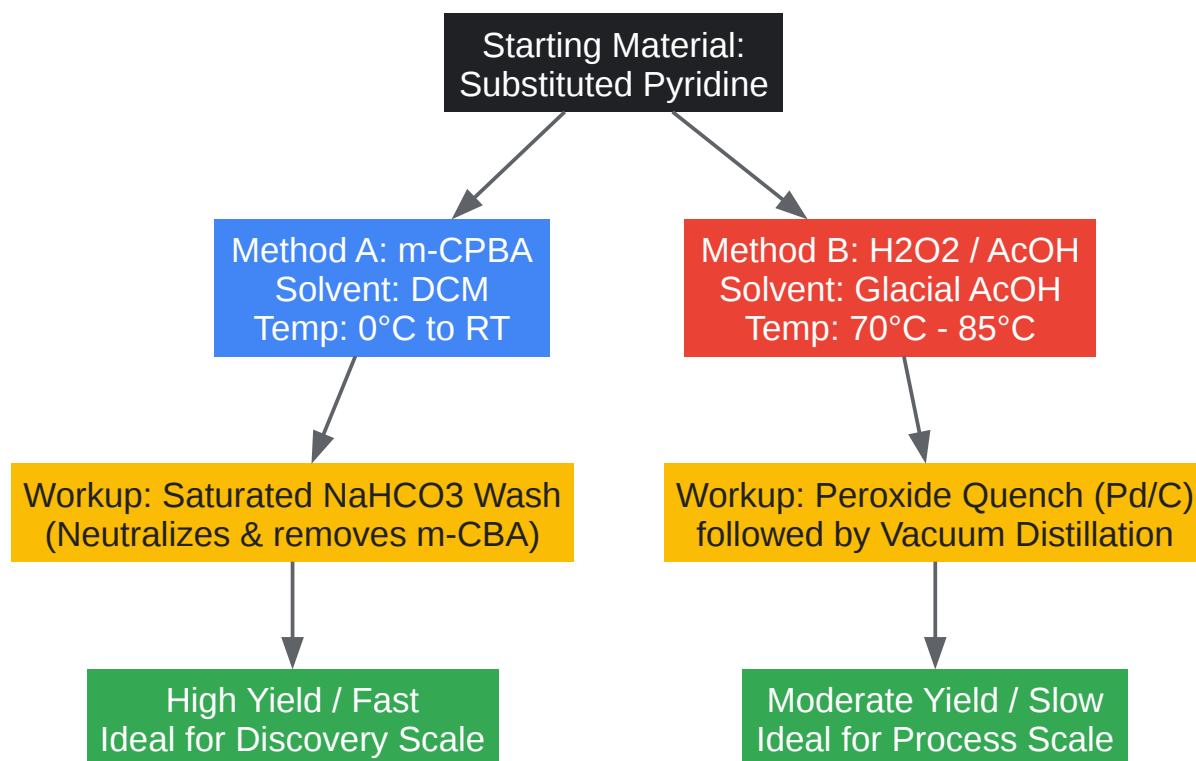 Starting Material:
Substituted Pyridine
Method A: m-CPBA
Solvent: DCM
Temp: 0°C to RT
Method B: H2O2 / AcOH
Solvent: Glacial AcOH
Temp: 70°C - 85°C
Workup: Saturated NaHCO3 Wash
(Neutralizes & removes m-CBA)
Workup: Peroxide Quench (Pd/C)
followed by Vacuum Distillation
High Yield / Fast
Ideal for Discovery Scale
Moderate Yield / Slow
Ideal for Process Scale